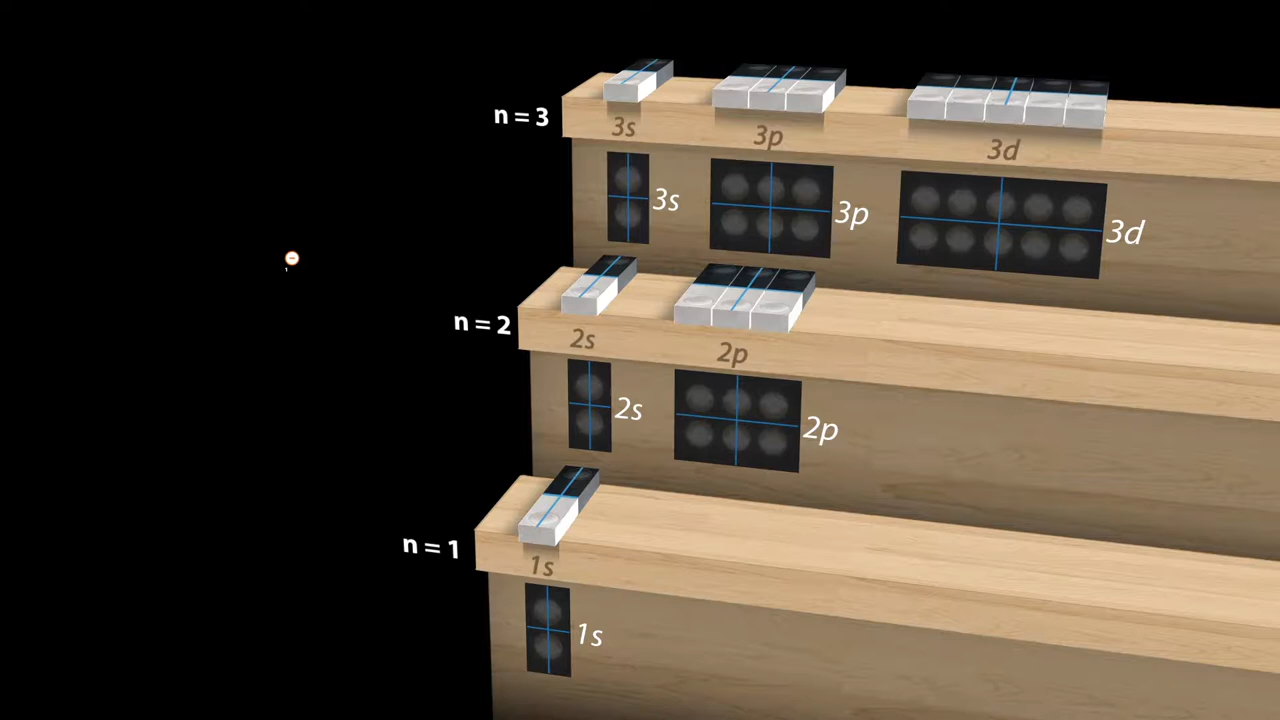 n = 3
3s
3p
3d
3s
3p
3d
n = 2
2s
2p
2s
2p
n = 1
1s
1s